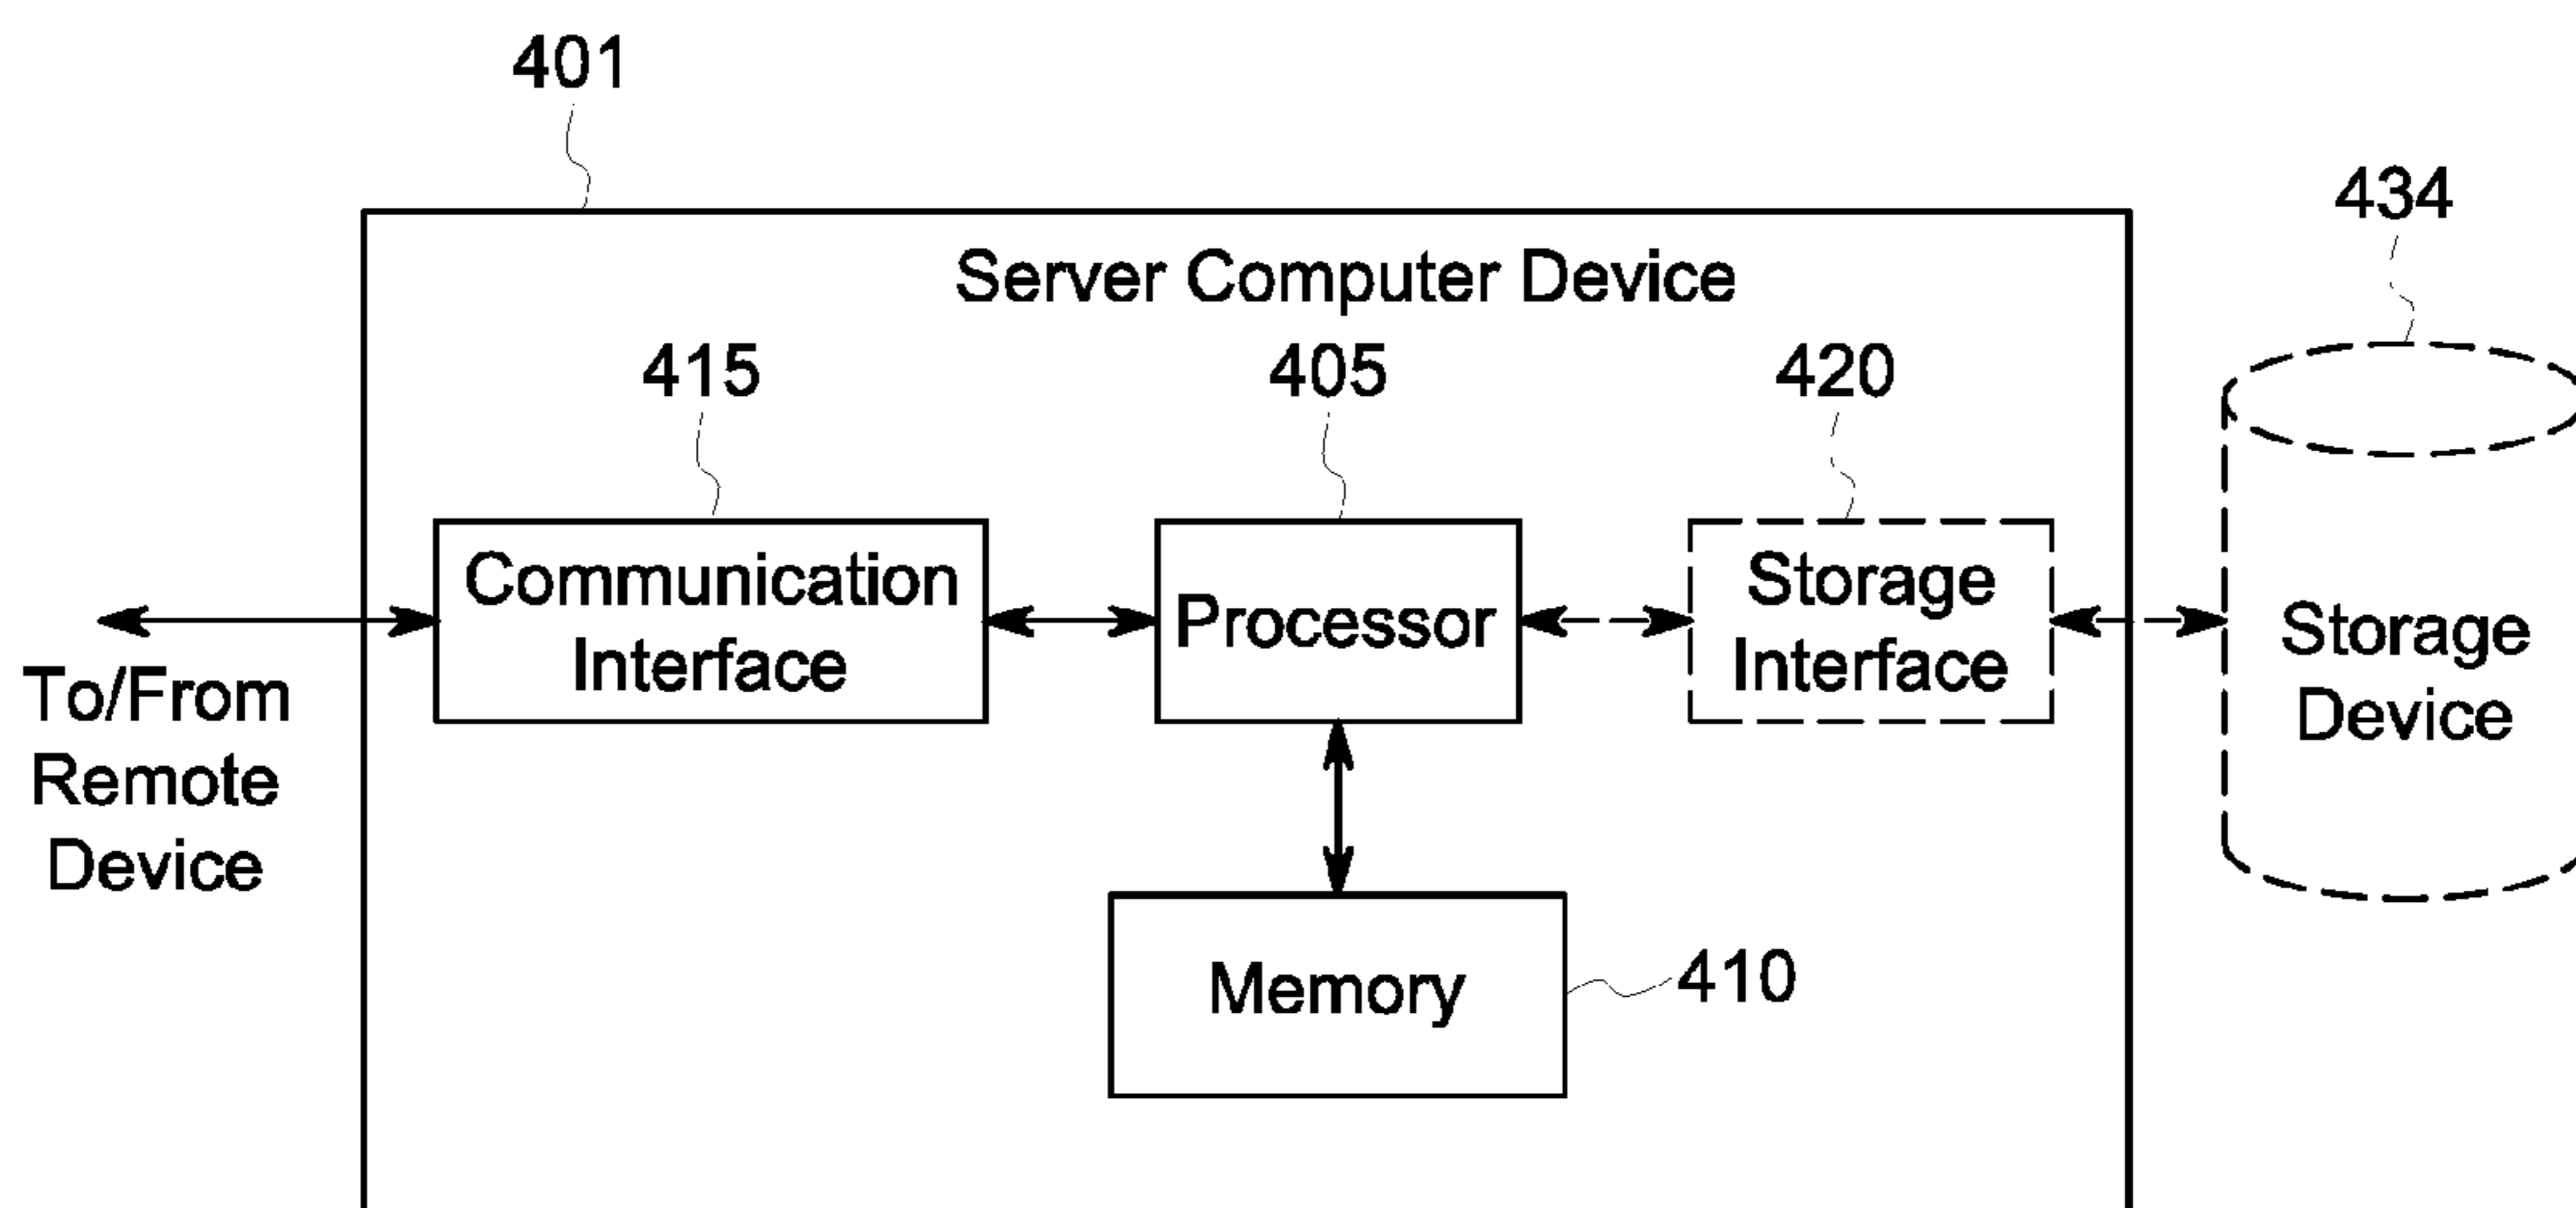 401
434
Server Computer Device
415
405
420
Communication
Interface
Processor
Storage
Interface
Storage
Device
To/From
Remote
Device
Memory
410